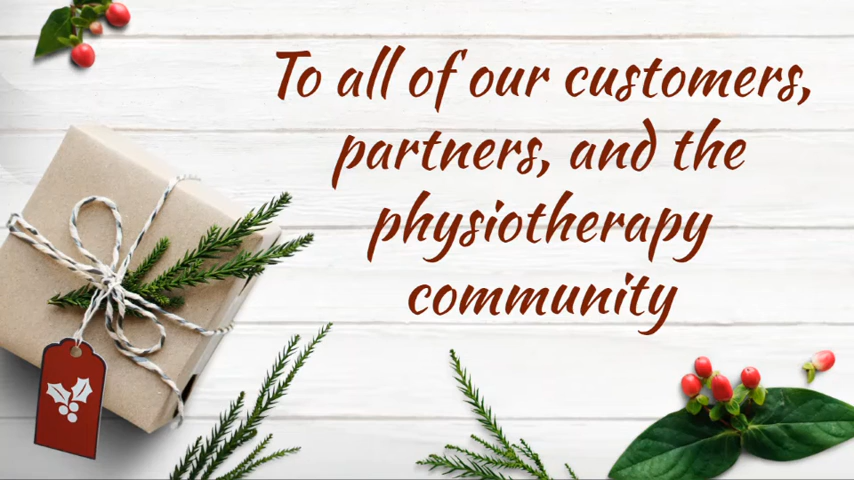 To all of our customers,
partners, and the
physiotherapy
community